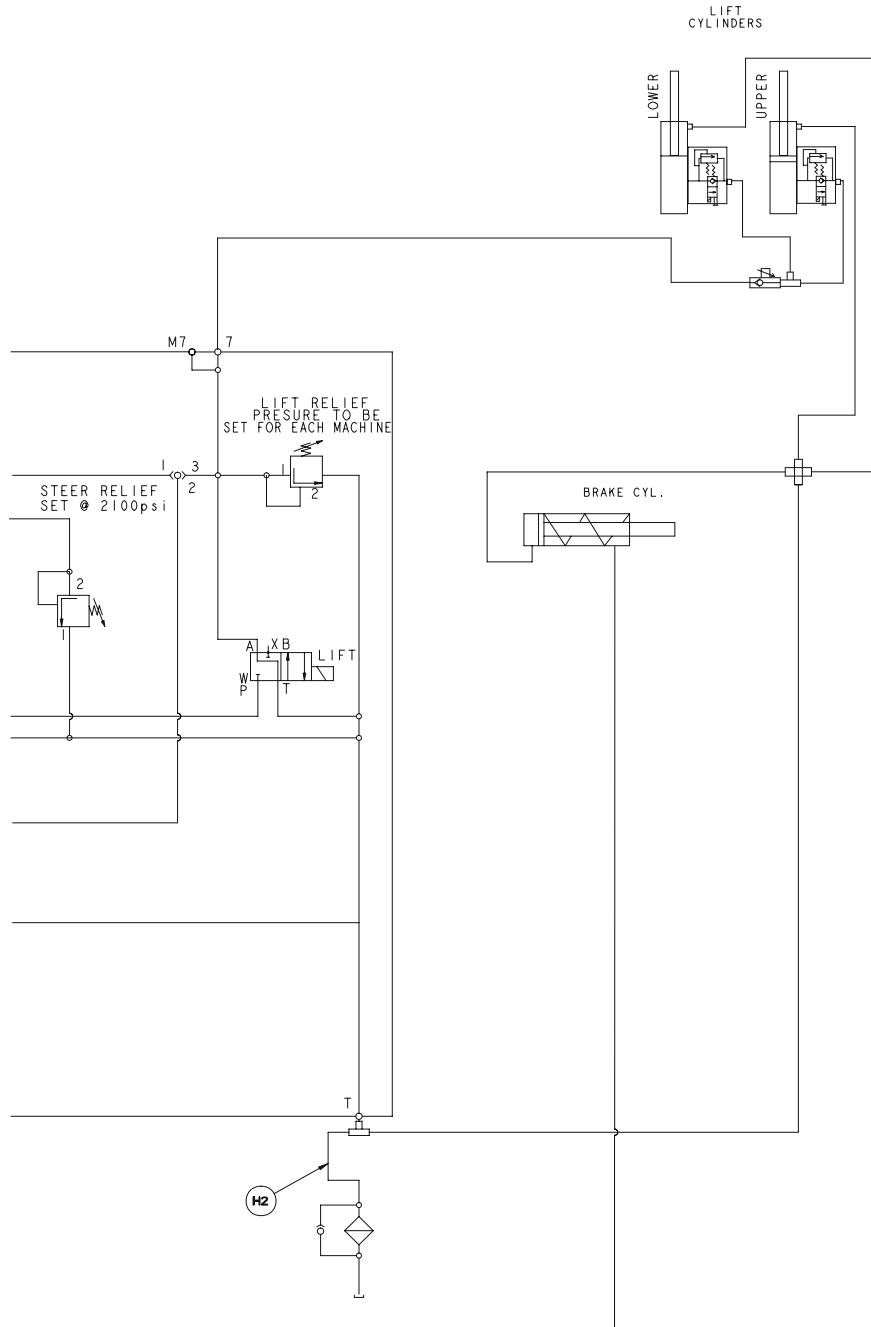 LIFT
CYLINDERS
LOWER
UPPER
M7
7
LIFT RELIEF
PRESURE TO BE
SET FOR EACH MACHINE
1
3
2
1
2
STEER RELIEF
SET @ 2100psi
BRAKE CYL.
2
1
A
X
B
LIFT
W
P
T
T
H2